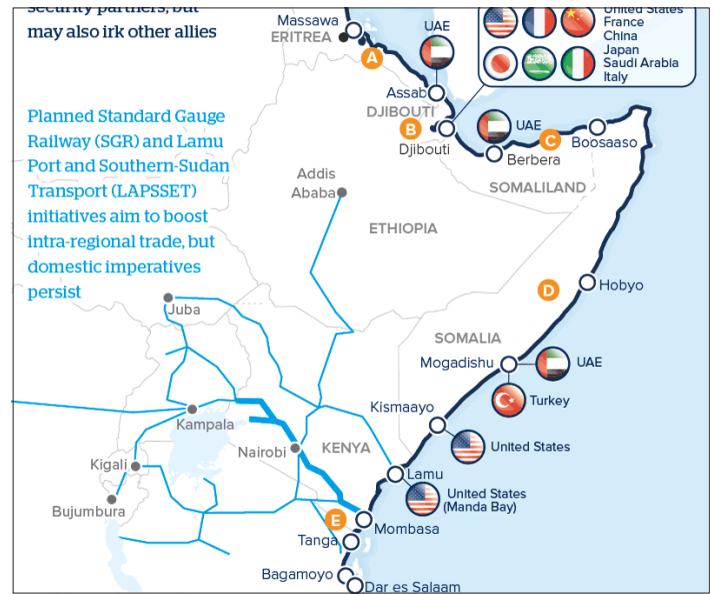 security partners, but
may also irk other allies
Massawa
ERITREA
UAE
United States
France
China
Japan
Saudi Arabia
Italy
A
Assab
DJIBOUTI
B
Djibouti
UAE
C
Berbera
Boosaaso
SOMALILAND
Planned Standard Gauge
Railway (SGR) and Lamu
Port and Southern-Sudan
Transport (LAPSSET)
initiatives aim to boost
intra-regional trade, but
domestic imperatives
persist
Addis
Ababa
ETHIOPIA
D
Hobyo
Juba
SOMALIA
Mogadishu
UAE
Turkey
Kismaayo
United States
Kampala
Nairobi
KENYA
Kigali
Lamu
United States
(Manda Bay)
Bujumbura
E
Mombasa
Tanga
Bagamoyo
Dar es Salaam